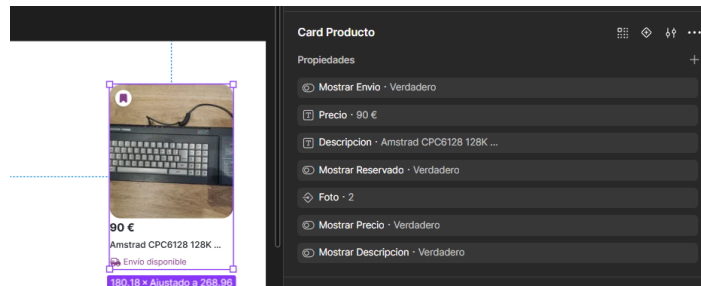 Card Producto
Propiedades
Mostrar Envio · Verdadero
Precio · 90 €
Descripcion · Amstrad CPC6128 128K ...
Mostrar Reservado · Verdadero
Foto · 2
Mostrar Precio · Verdadero
Mostrar Descripcion · Verdadero
90 €
Amstrad CPC6128 128K ...
Envío disponible
180.18 × Ajustado a 268.96